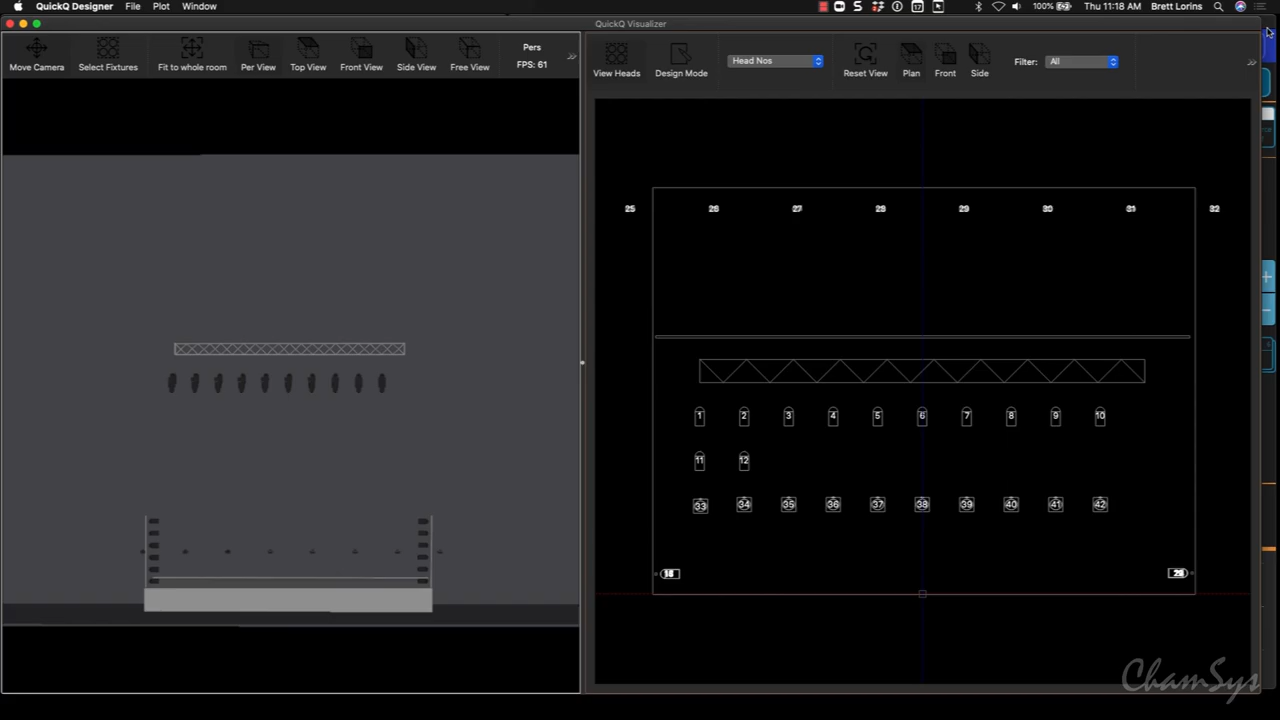 QuickQ Designer File Plot Window
100% Thu 11:18 AM Brett Lorins
QuickQ Visualizer
Move Camera Select Fixtures Fit to whole room Per View Top View Front View Side View Free View
Pers
FPS: 61
View Heads Design Mode Head Nos Reset View Plan Front Side Filter: All
25 26 27 28 29 30 31 32
1 2 3 4 5 6 7 8 9 10
11 12
33 34 35 36 37 38 39 40 41 42
ChamSys